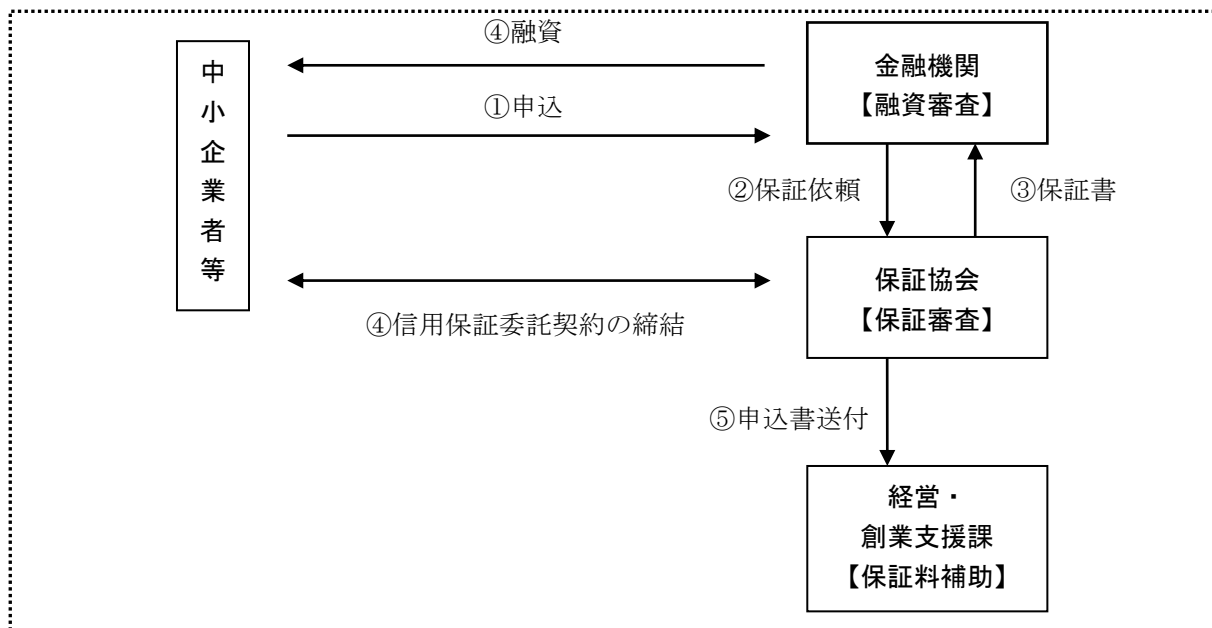 ④融資
中小企業者等
金融機関
【融資審査】
①申込
②保証依頼
③保証書
保証協会
【保証審査】
④信用保証委託契約の締結
⑤申込書送付
経営・
創業支援課
【保証料補助】